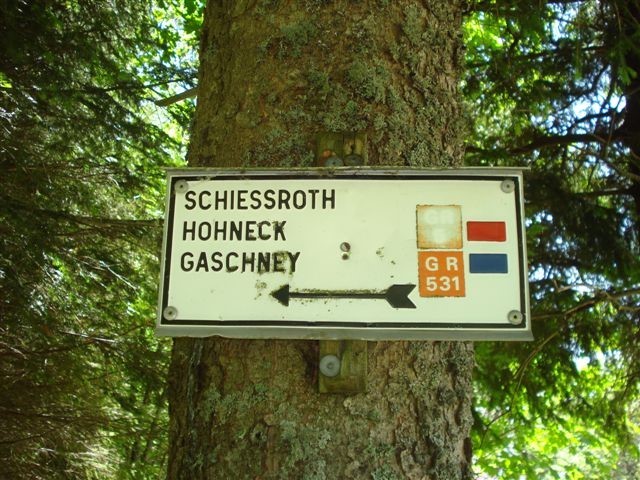 SCHIESSROTH
HOHNECK
GASCHNEY
GR
531